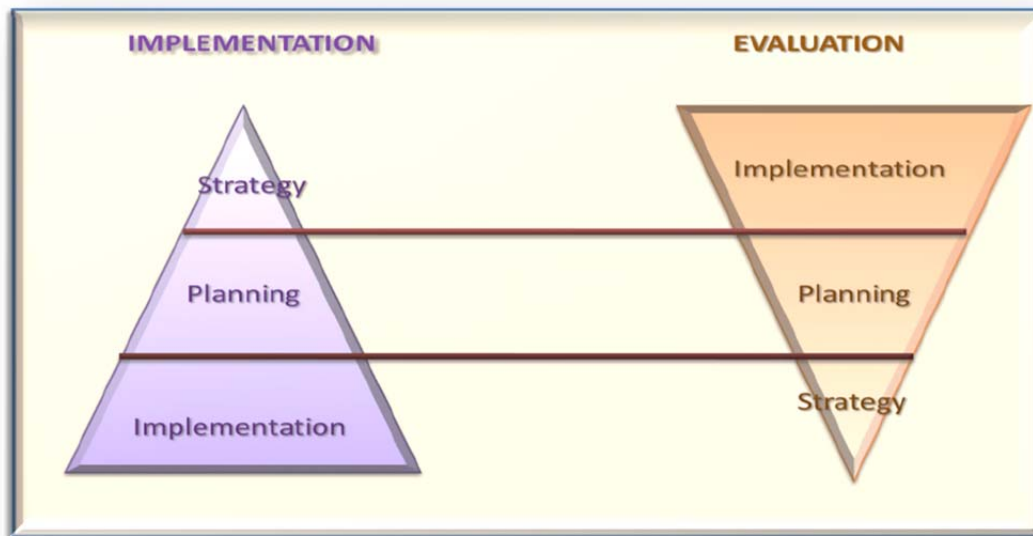 IMPLEMENTATION
EVALUATION
Strategy
Planning
Implementation
Implementation
Planning
Strategy